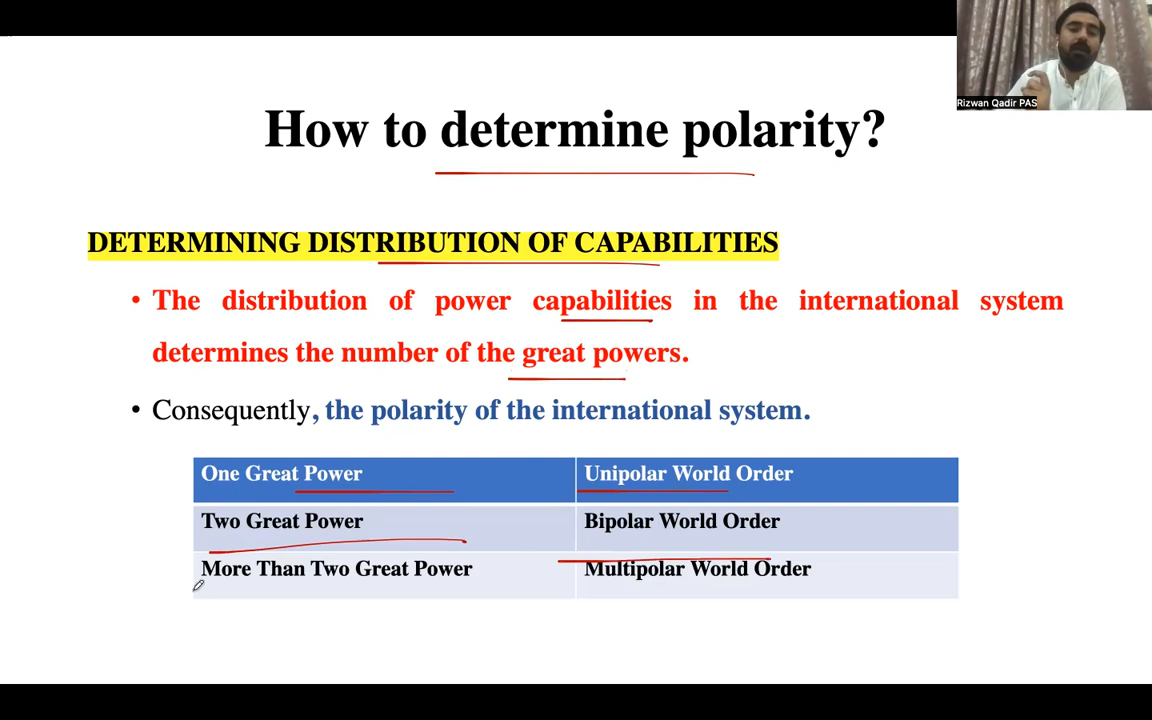 Rizwan Qadir PAS
How to determine polarity?
DETERMINING DISTRIBUTION OF CAPABILITIES
• The distribution of power capabilities in the international system
determines the number of the great powers.
• Consequently, the polarity of the international system.
One Great Power Unipolar World Order
Two Great Power Bipolar World Order
More Than Two Great Power Multipolar World Order